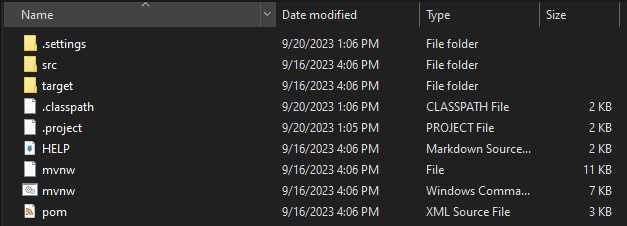 Name Date modified Type Size
.settings 9/20/2023 1:06 PM File folder
src 9/16/2023 4:06 PM File folder
target 9/16/2023 4:06 PM File folder
.classpath 9/20/2023 1:06 PM CLASSPATH File 2 KB
.project 9/20/2023 1:05 PM PROJECT File 2 KB
HELP 9/16/2023 4:06 PM Markdown Source... 2 KB
mvnw 9/16/2023 4:06 PM File 11 KB
mvnw 9/16/2023 4:06 PM Windows Comma... 7 KB
pom 9/16/2023 4:06 PM XML Source File 3 KB